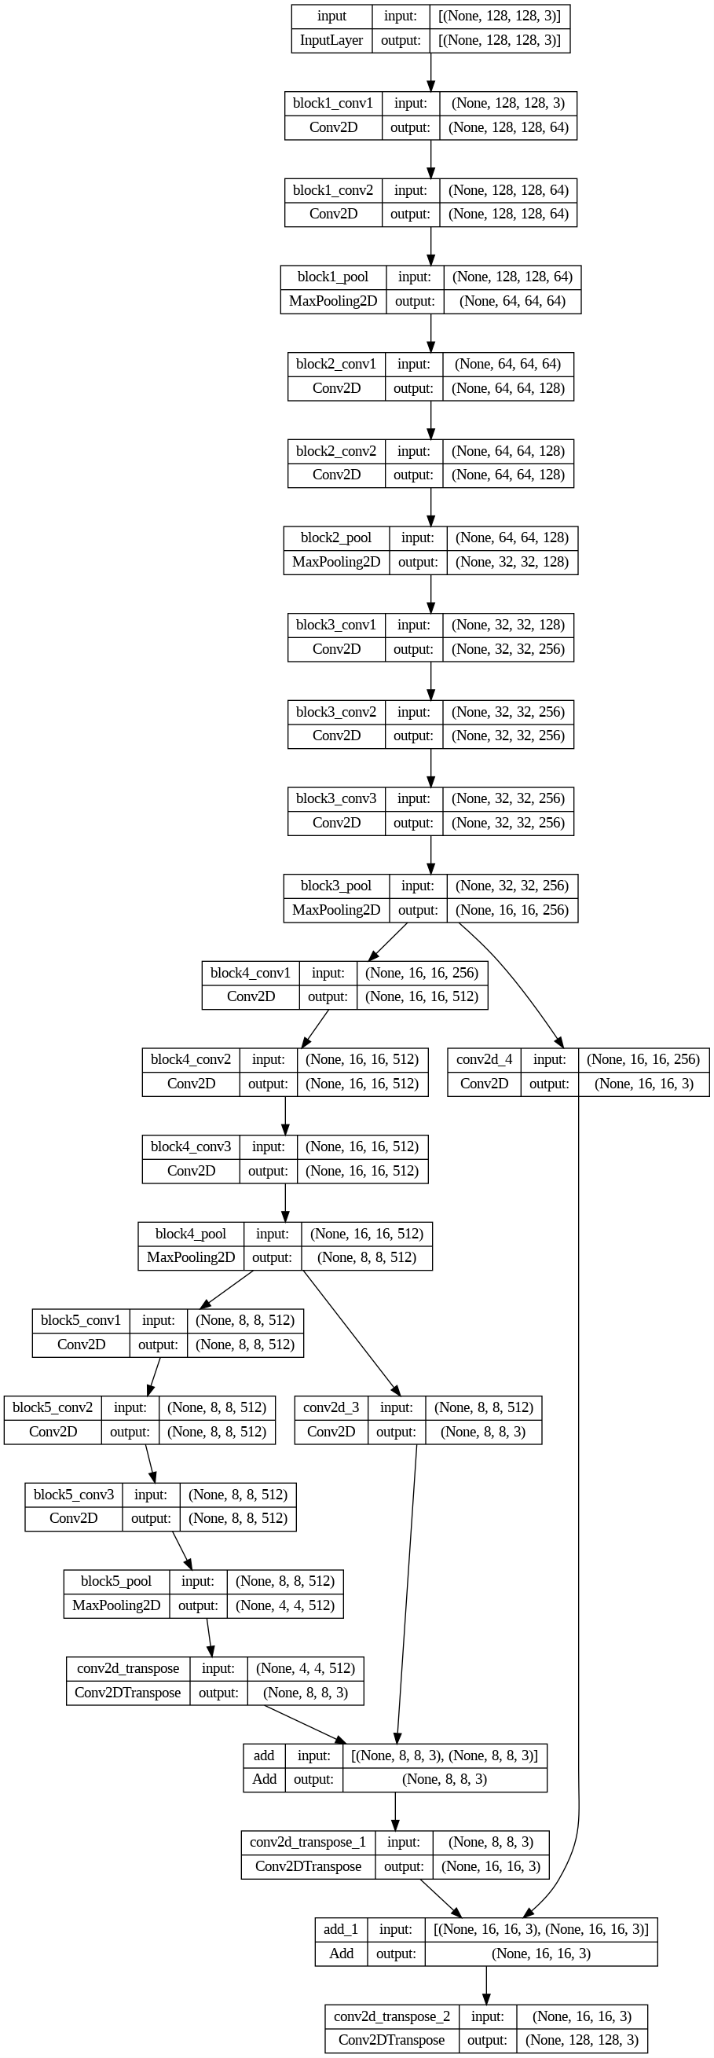 input input: [(None, 128, 128, 3)]
InputLayer output: [(None, 128, 128, 3)]
block1_conv1 input: (None, 128, 128, 3)
Conv2D output: (None, 128, 128, 64)
block1_conv2 input: (None, 128, 128, 64)
Conv2D output: (None, 128, 128, 64)
block1_pool input: (None, 128, 128, 64)
MaxPooling2D output: (None, 64, 64, 64)
block2_conv1 input: (None, 64, 64, 64)
Conv2D output: (None, 64, 64, 128)
block2_conv2 input: (None, 64, 64, 128)
Conv2D output: (None, 64, 64, 128)
block2_pool input: (None, 64, 64, 128)
MaxPooling2D output: (None, 32, 32, 128)
block3_conv1 input: (None, 32, 32, 128)
Conv2D output: (None, 32, 32, 256)
block3_conv2 input: (None, 32, 32, 256)
Conv2D output: (None, 32, 32, 256)
block3_conv3 input: (None, 32, 32, 256)
Conv2D output: (None, 32, 32, 256)
block3_pool input: (None, 32, 32, 256)
MaxPooling2D output: (None, 16, 16, 256)
block4_conv1 input: (None, 16, 16, 256)
Conv2D output: (None, 16, 16, 512)
block4_conv2 input: (None, 16, 16, 512)
Conv2D output: (None, 16, 16, 512)
conv2d_4 input: (None, 16, 16, 256)
Conv2D output: (None, 16, 16, 3)
block4_conv3 input: (None, 16, 16, 512)
Conv2D output: (None, 16, 16, 512)
block4_pool input: (None, 16, 16, 512)
MaxPooling2D output: (None, 8, 8, 512)
block5_conv1 input: (None, 8, 8, 512)
Conv2D output: (None, 8, 8, 512)
block5_conv2 input: (None, 8, 8, 512)
Conv2D output: (None, 8, 8, 512)
conv2d_3 input: (None, 8, 8, 512)
Conv2D output: (None, 8, 8, 3)
block5_conv3 input: (None, 8, 8, 512)
Conv2D output: (None, 8, 8, 512)
block5_pool input: (None, 8, 8, 512)
MaxPooling2D output: (None, 4, 4, 512)
conv2d_transpose input: (None, 4, 4, 512)
Conv2DTranspose output: (None, 8, 8, 3)
add input: [(None, 8, 8, 3), (None, 8, 8, 3)]
Add output: (None, 8, 8, 3)
conv2d_transpose_1 input: (None, 8, 8, 3)
Conv2DTranspose output: (None, 16, 16, 3)
add_1 input: [(None, 16, 16, 3), (None, 16, 16, 3)]
Add output: (None, 16, 16, 3)
conv2d_transpose_2 input: (None, 16, 16, 3)
Conv2DTranspose output: (None, 128, 128, 3)